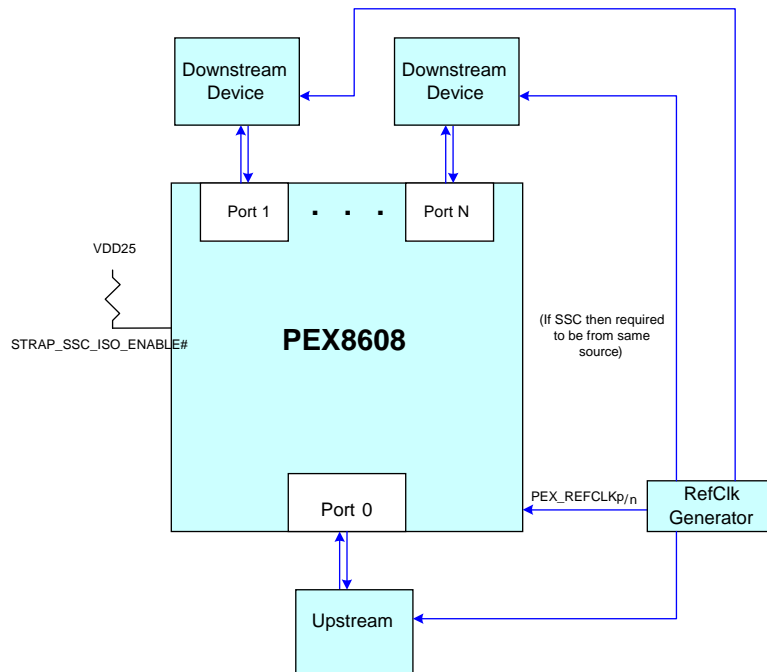 Downstream
Device
Downstream
Device
Port 1
. . .
Port N
VDD25
STRAP_SSC_ISO_ENABLE#
PEX8608
(If SSC then required
to be from same
source)
PEX_REFCLKp/n
RefClk
Generator
Port 0
Upstream